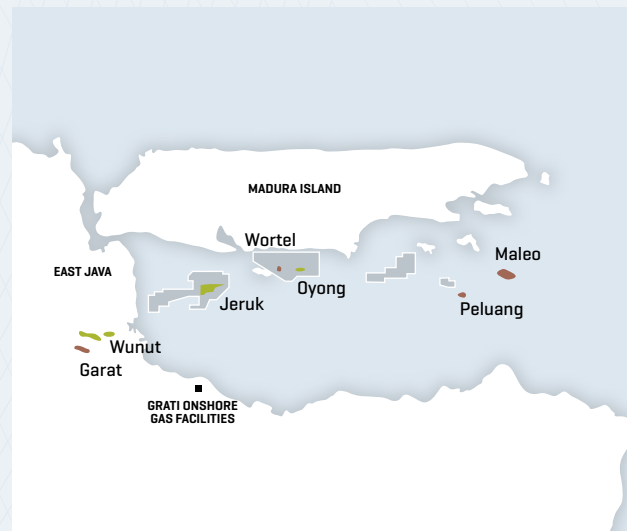 MADURA ISLAND
Wortel
Maleo
EAST JAVA
Oyong
Jeruk
Peluang
Wunut
Garat
GRATI ONSHORE
GAS FACILITIES